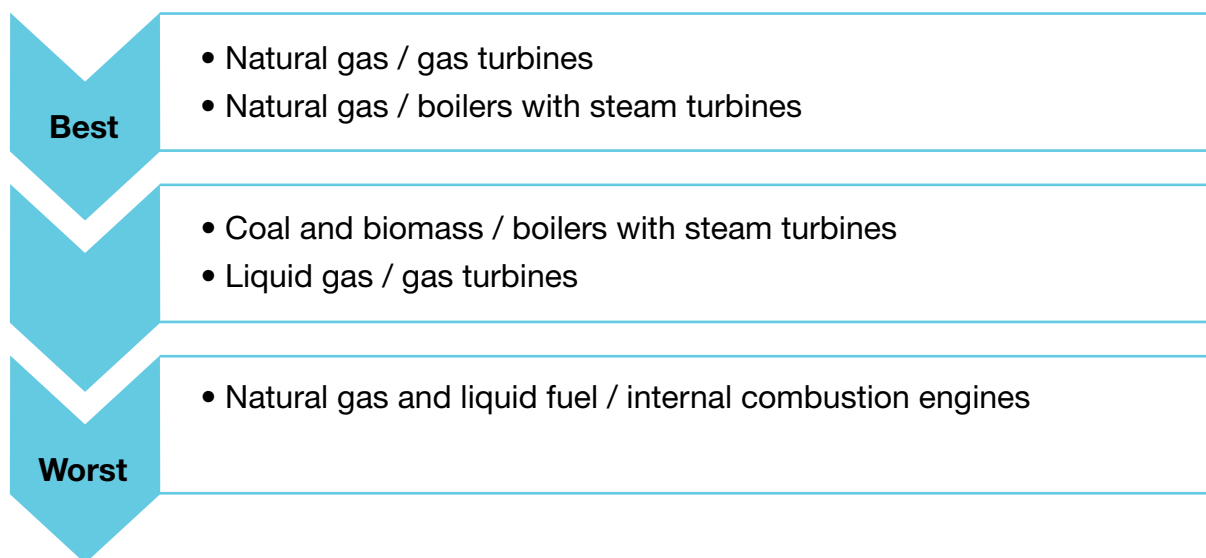 Best
• Natural gas / gas turbines
• Natural gas / boilers with steam turbines
• Coal and biomass / boilers with steam turbines
• Liquid gas / gas turbines
Worst
• Natural gas and liquid fuel / internal combustion engines